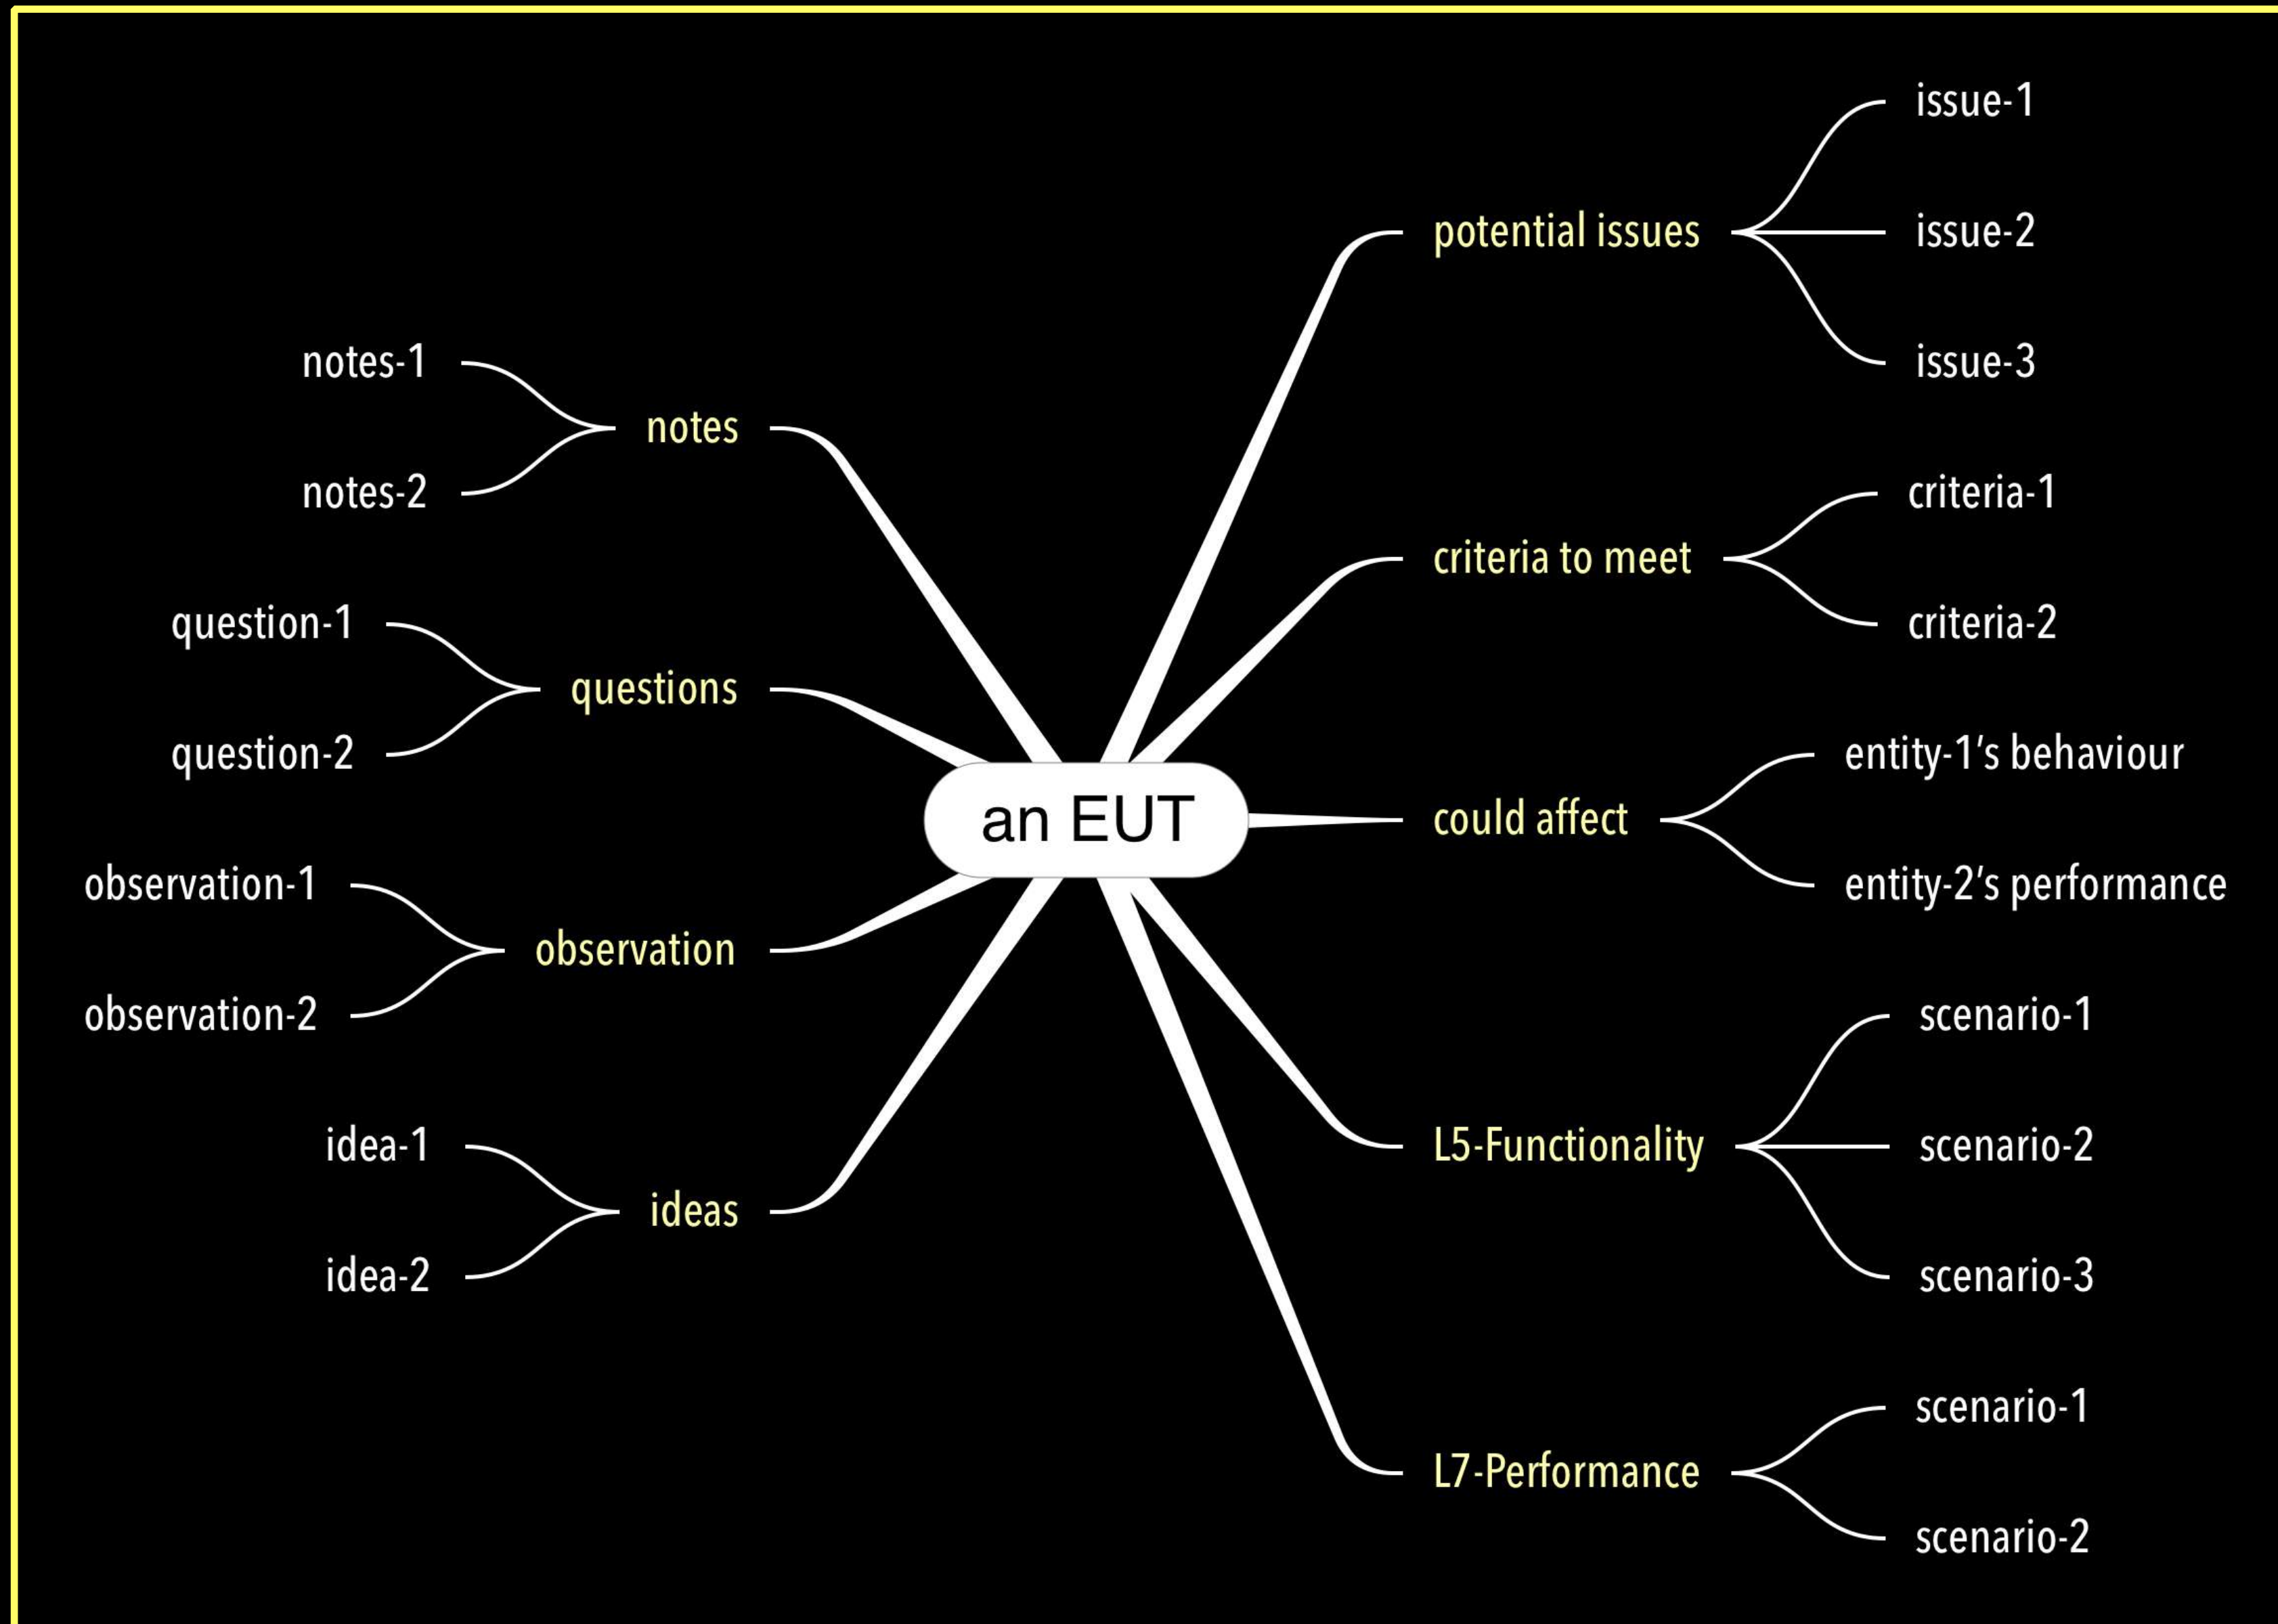 an EUT
potential issues
issue-1
issue-2
issue-3
criteria to meet
criteria-1
criteria-2
could affect
entity-1’s behaviour
entity-2’s performance
L5-Functionality
scenario-1
scenario-2
scenario-3
L7-Performance
scenario-1
scenario-2
notes
notes-1
notes-2
questions
question-1
question-2
observation
observation-1
observation-2
ideas
idea-1
idea-2